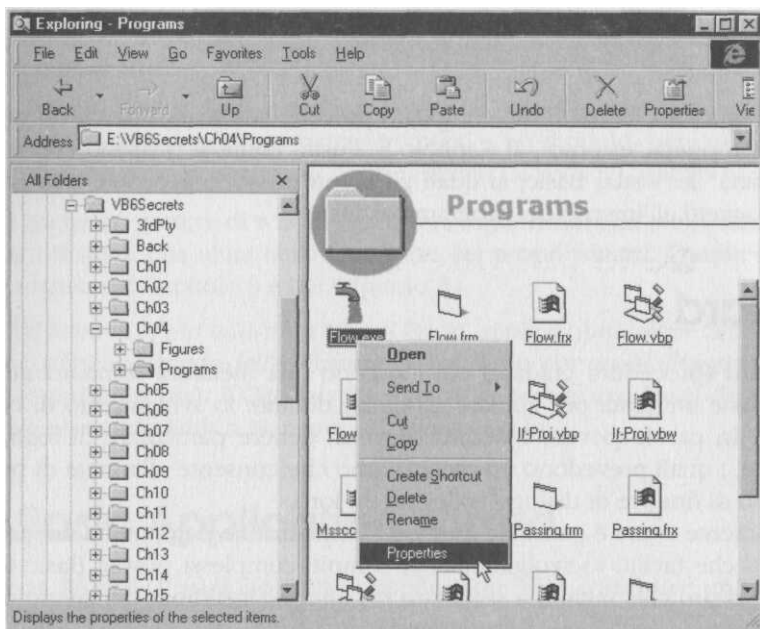 Exploring - Programs
File Edit View Go Favorites Tools Help
Back Forward Up Cut Copy Paste Undo Delete Properties Vie
Address E:\VB6Secrets\Ch04\Programs
All Folders
VB6Secrets
3rdPty
Back
Ch01
Ch02
Ch03
Ch04
Figures
Programs
Ch05
Ch06
Ch07
Ch08
Ch09
Ch10
Ch11
Ch12
Ch13
Ch14
Ch15
Programs
Flow.exe Flow.frm Flow.frx Flow.vbp
Flow If-Proj.vbp If-Proj.vbw
Msscc Passing.frm Passing.frx
Open
Send To
Cut
Copy
Create Shortcut
Delete
Rename
Properties
Displays the properties of the selected items.